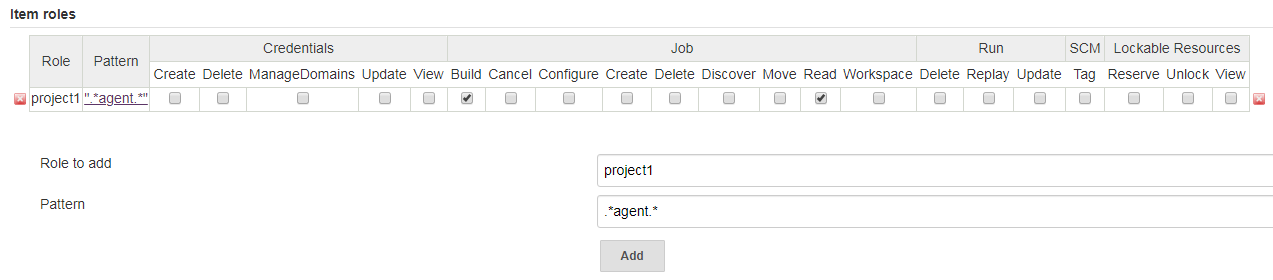 Item roles
Role Pattern Credentials Job Run SCM Lockable Resources
Create Delete ManageDomains Update View Build Cancel Configure Create Delete Discover Move Read Workspace Delete Replay Update Tag Reserve Unlock View
project1 ".*agent.*"
Role to add project1
Pattern .*agent.*
Add